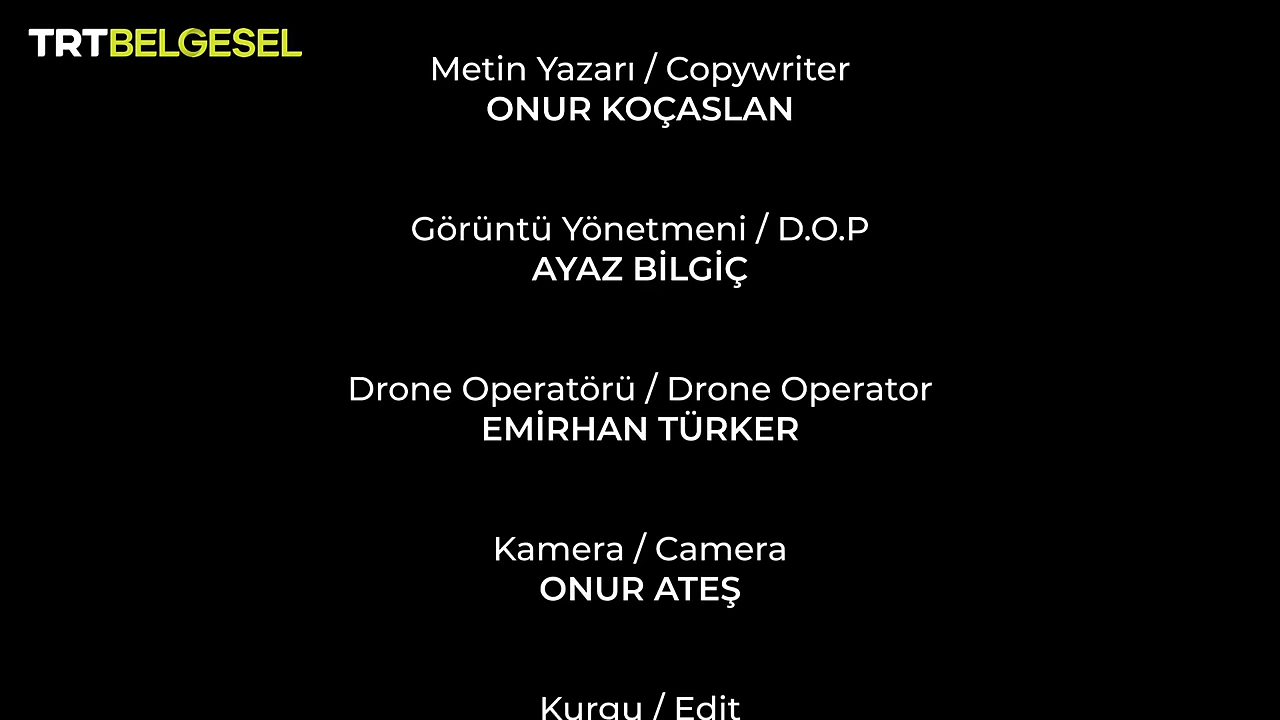 TRTBELGESEL
Metin Yazarı / Copywriter
ONUR KOÇASLAN
Görüntü Yönetmeni / D.O.P
AYAZ BİLGİÇ
Drone Operatörü / Drone Operator
EMİRHAN TÜRKER
Kamera / Camera
ONUR ATEŞ
Kurgu / Edit